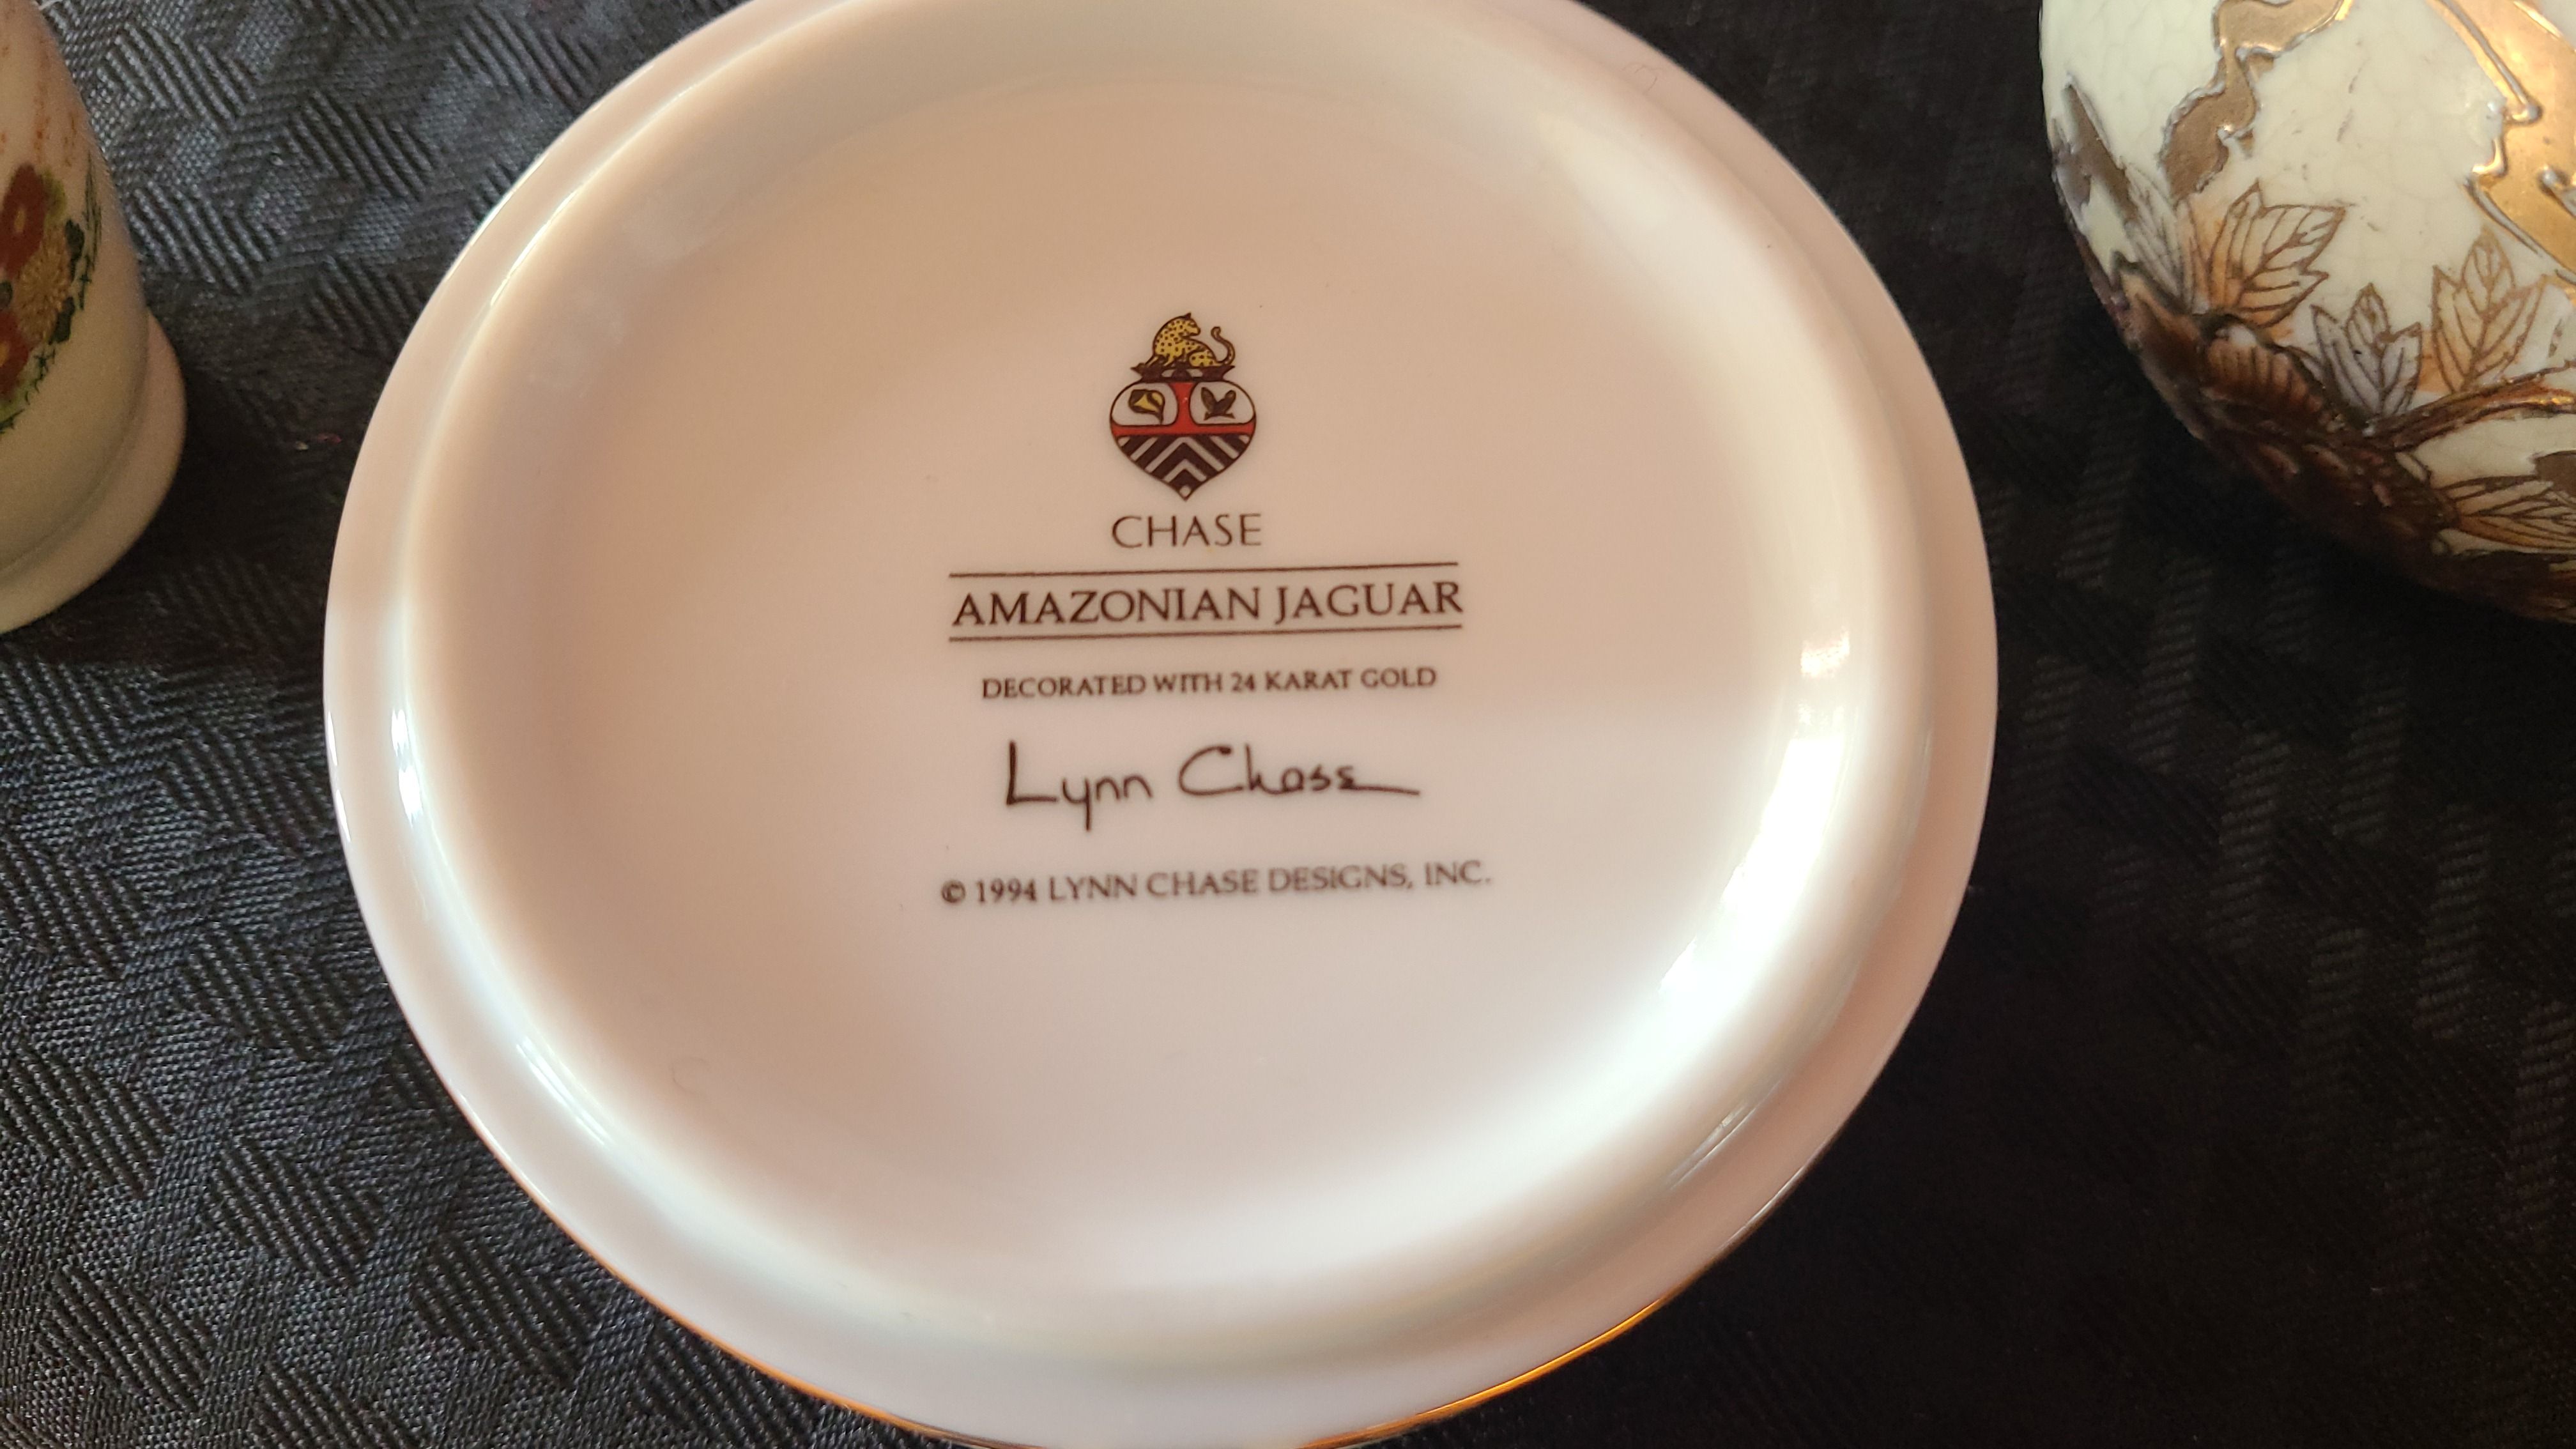 CHASE
AMAZONIAN JAGUAR
DECORATED WITH 24 KARAT GOLD
Lynn Chase
© 1994 LYNN CHASE DESIGNS, INC.